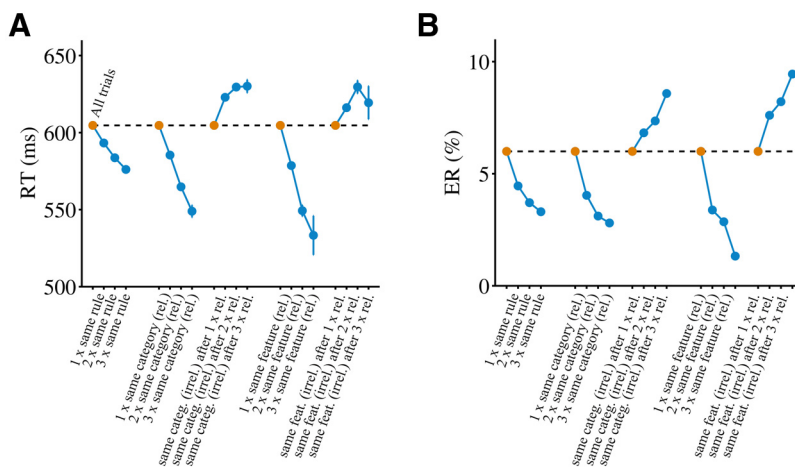 A
650
600
550
500
RT (ms)
All trials
1 x same rule
2 x same rule
3 x same rule
1 x same category (rel.)
2 x same category (rel.)
3 x same category (rel.)
same categ. (irrel.) after 1 x rel.
same categ. (irrel.) after 2 x rel.
same categ. (irrel.) after 3 x rel.
1 x same feature (rel.)
2 x same feature (rel.)
3 x same feature (rel.)
same feat. (irrel.) after 1 x rel.
same feat. (irrel.) after 2 x rel.
same feat. (irrel.) after 3 x rel.
B
10
5
0
ER (%)
1 x same rule
2 x same rule
3 x same rule
1 x same category (rel.)
2 x same category (rel.)
3 x same category (rel.)
same categ. (irrel.) after 1 x rel.
same categ. (irrel.) after 2 x rel.
same categ. (irrel.) after 3 x rel.
1 x same feature (rel.)
2 x same feature (rel.)
3 x same feature (rel.)
same feat. (irrel.) after 1 x rel.
same feat. (irrel.) after 2 x rel.
same feat. (irrel.) after 3 x rel.